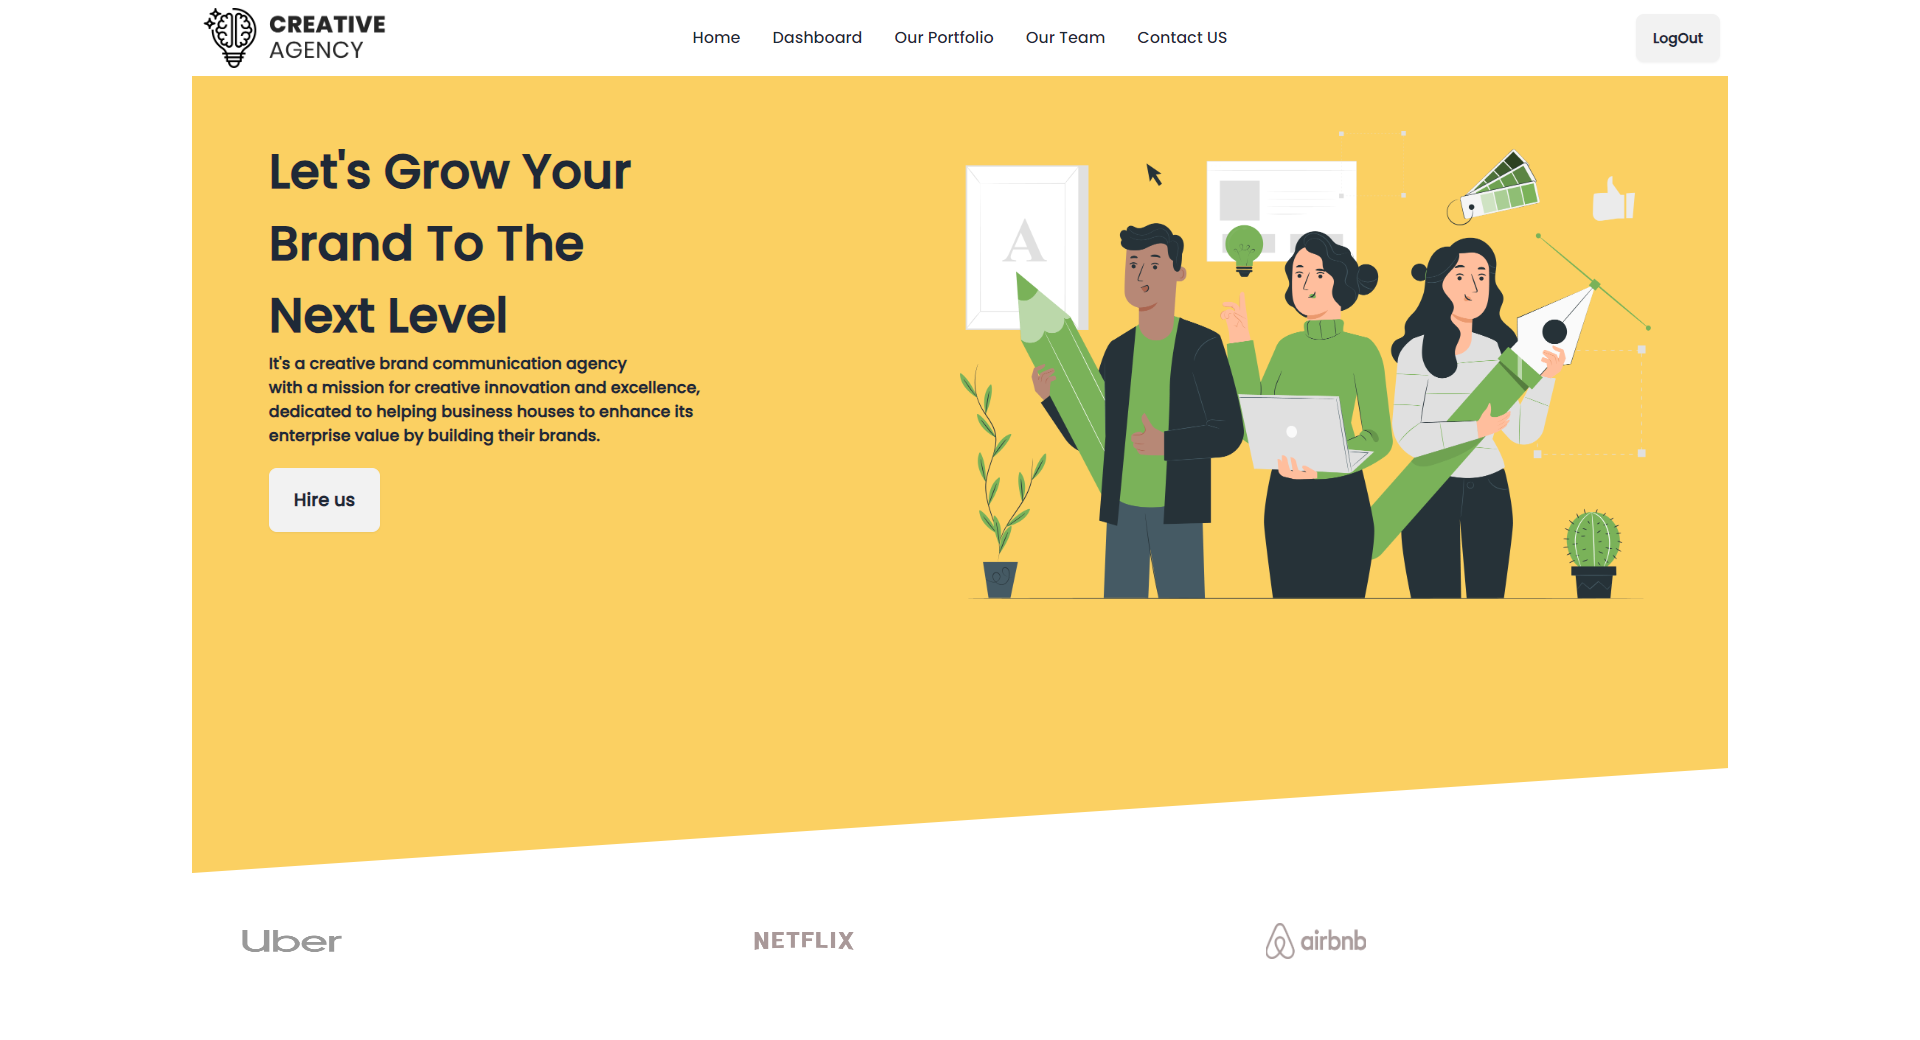 CREATIVE
AGENCY
Home Dashboard Our Portfolio Our Team Contact US
LogOut
Let's Grow Your
Brand To The
Next Level
It's a creative brand communication agency
with a mission for creative innovation and excellence,
dedicated to helping business houses to enhance its
enterprise value by building their brands.
Hire us
A
Uber
NETFLIX
airbnb